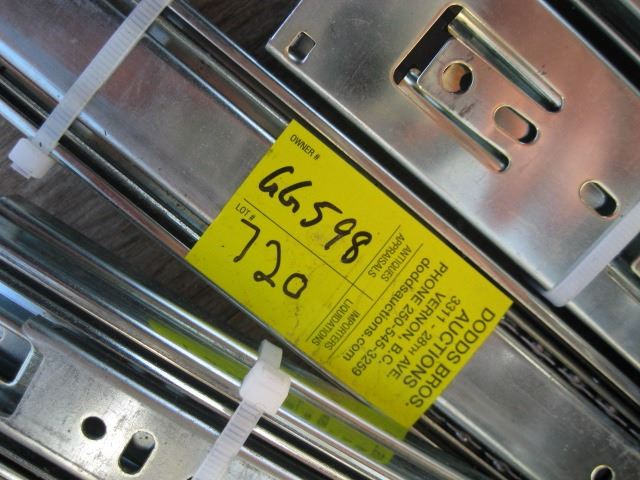 OWNER #
GG598
LOT #
720
ANTIQUES
APPRAISALS
IMPORTERS
LIQUIDATIONS
DODDS BROS.
AUCTIONS
3311 - 28TH AVE
VERNON, B.C.
PHONE 250-545-3259
doddsauctions.com